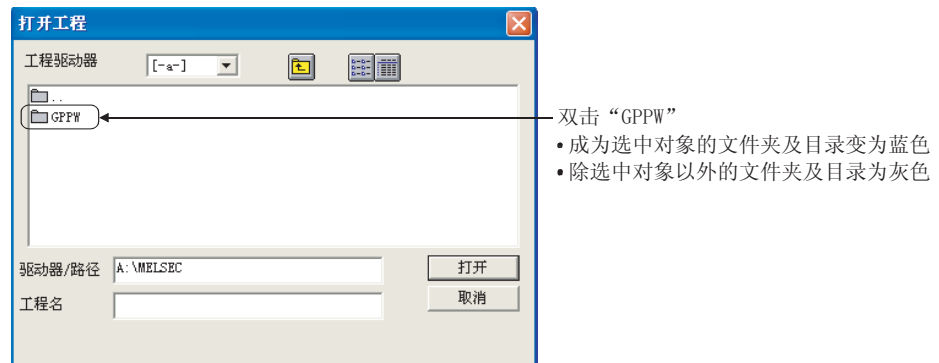 打开工程
工程驱动器 [-a-]
..
GPPW
双击“GPPW”
•成为选中对象的文件夹及目录变为蓝色
•除选中对象以外的文件夹及目录为灰色
驱动器/路径 A:\MELSEC 打开
工程名 取消